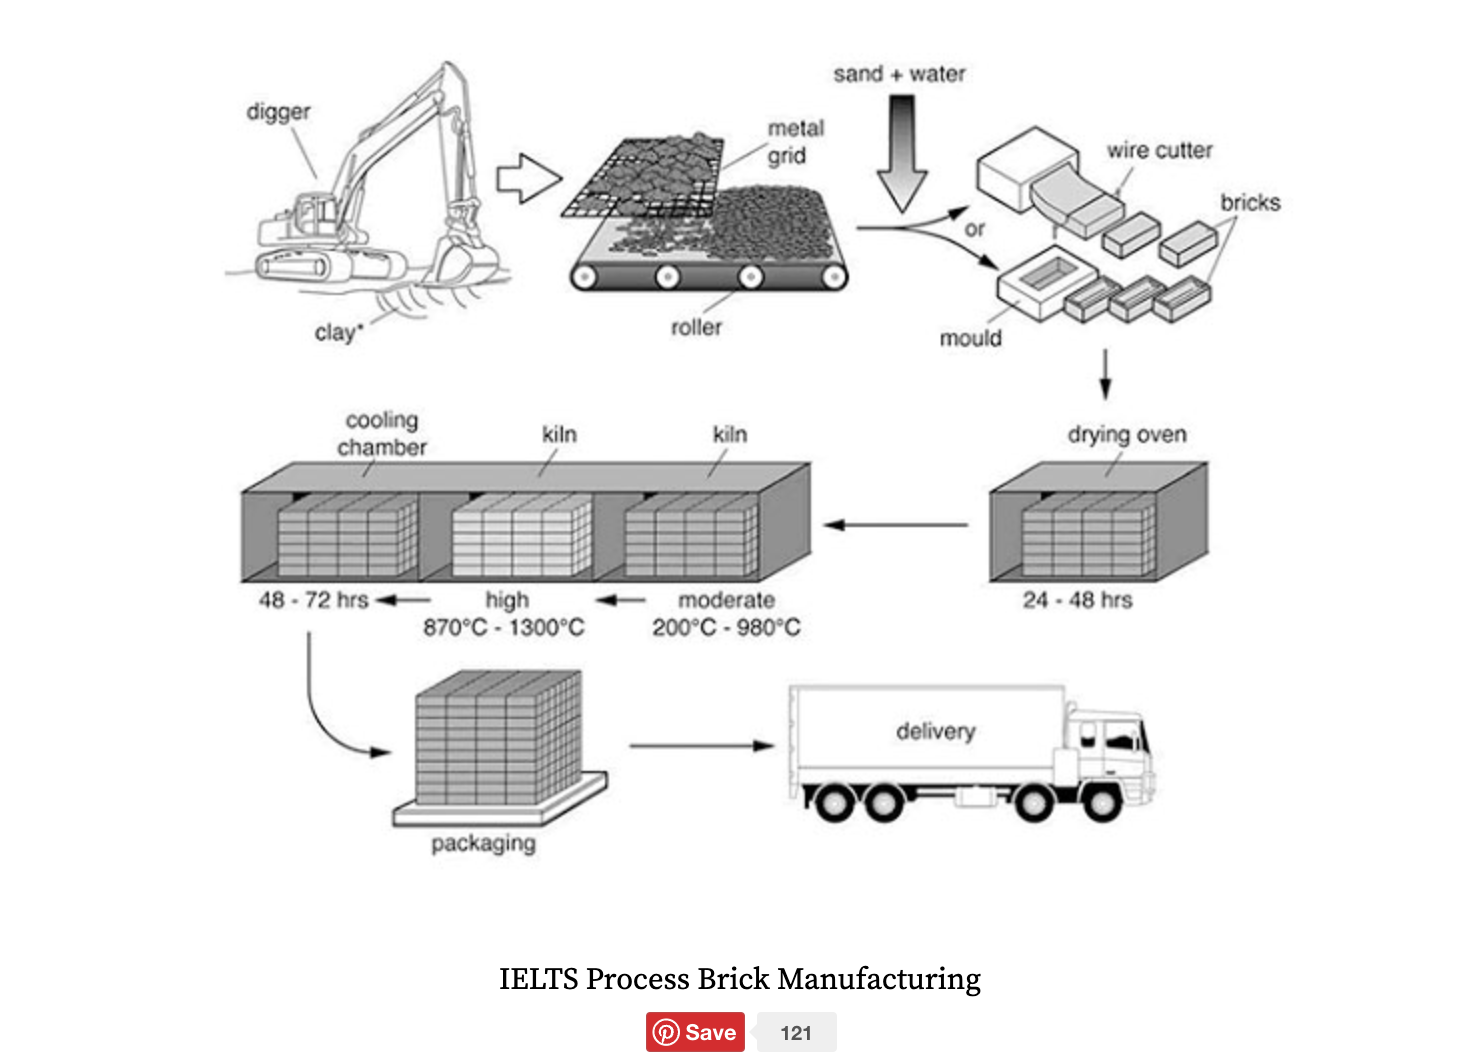 digger
clay*
metal
grid
roller
sand + water
or
wire cutter
bricks
mould
cooling
chamber
kiln
kiln
drying oven
48 - 72 hrs
high
870°C - 1300°C
moderate
200°C - 980°C
24 - 48 hrs
packaging
delivery
IELTS Process Brick Manufacturing
Save
121